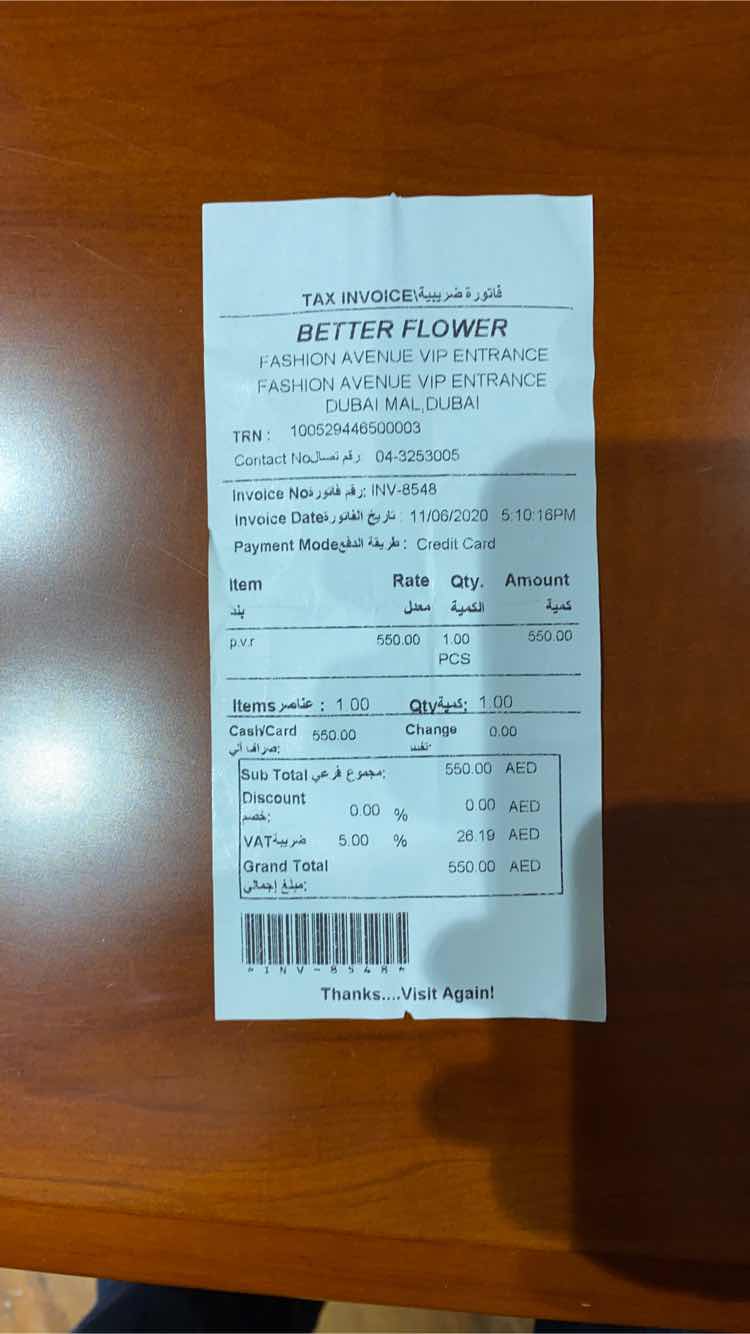 TAX INVOICE\فاتورة ضريبية
BETTER FLOWER
FASHION AVENUE VIP ENTRANCE
FASHION AVENUE VIP ENTRANCE
DUBAI MAL,DUBAI
TRN : 100529446500003
Contact No رقم تصال 04-3253005
Invoice No رقم فاتورة: INV-8548
Invoice Date تاريخ الفاتورة : 11/06/2020 5:10:16PM
Payment Mode طريقة الدفع : Credit Card
Item Rate Qty. Amount
بند معدل الكمية كمية
p.v.r 550.00 1.00 550.00
PCS
Items عناصر : 1.00 Qty كمية: 1.00
Cash/Card 550.00 Change 0.00
صراف آلي:
Sub Total مجموع فرعي: 550.00 AED
Discount
خصم: 0.00 % 0.00 AED
VAT ضريبة 5.00 % 26.19 AED
Grand Total 550.00 AED
مبلغ إجمالي:
*INV-8548*
Thanks....Visit Again!